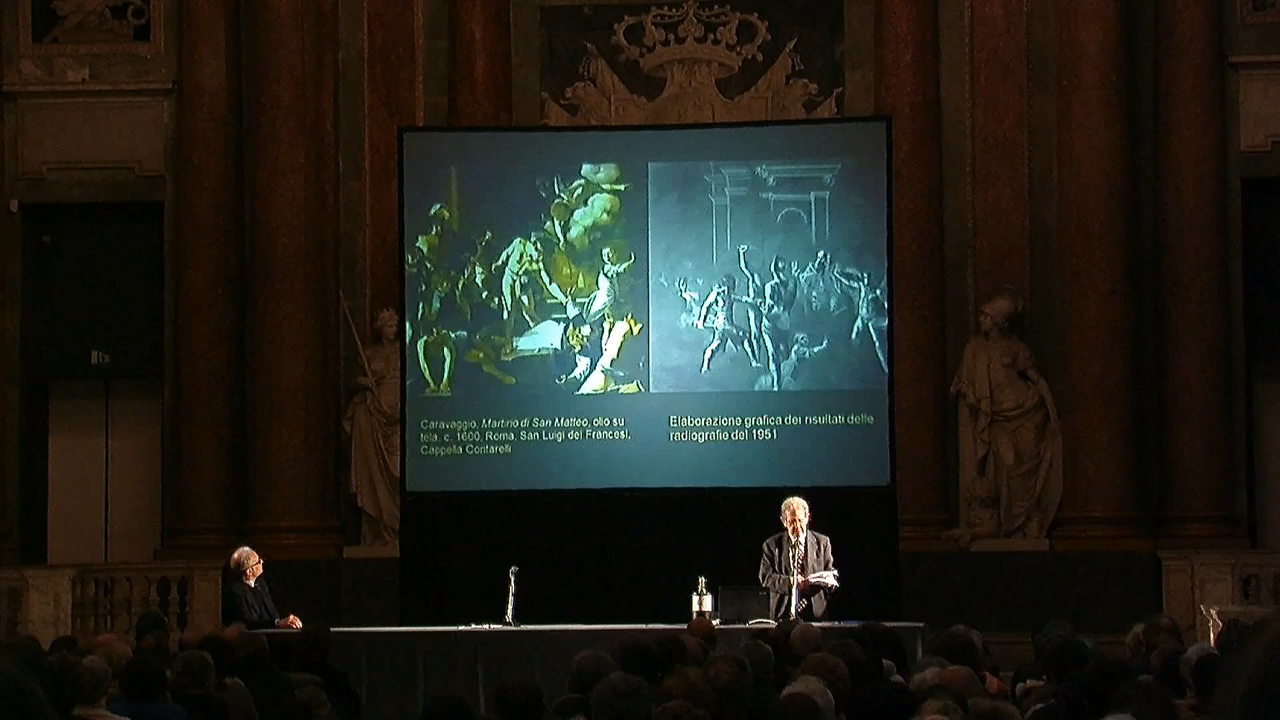 Caravaggio, Martirio di San Matteo, olio su
tela, c. 1600, Roma, San Luigi dei Francesi,
Cappella Contarelli
Elaborazione grafica dei risultati delle
radiografie del 1951